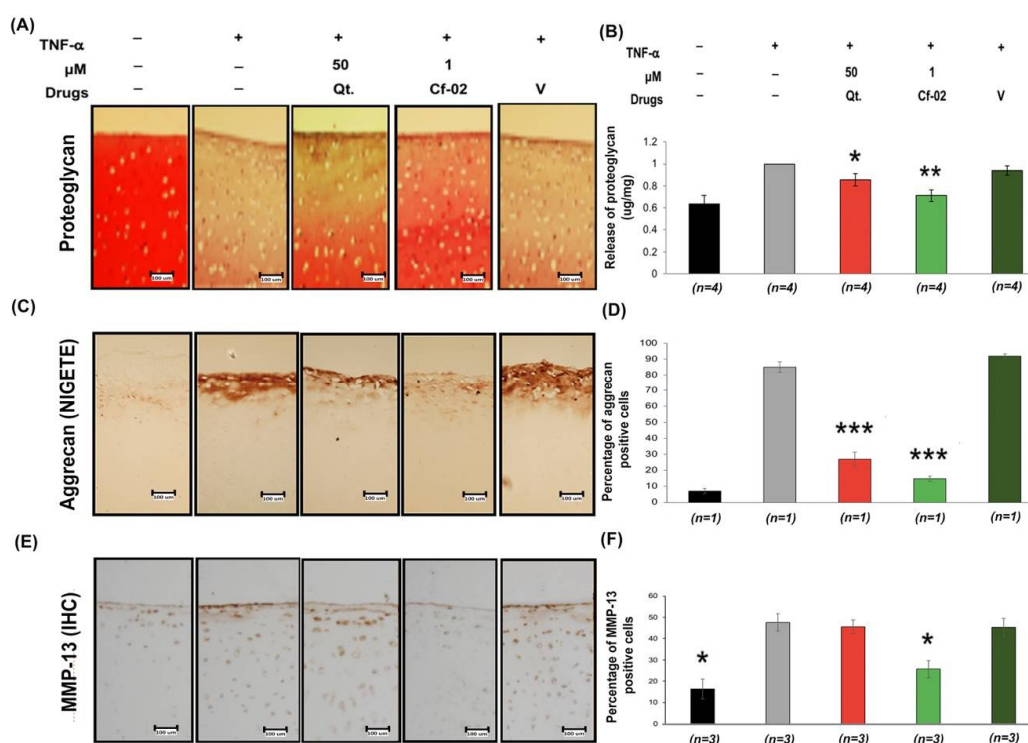 (A)
TNF-α – + + + +
μM – 50 1
Drugs – – Qt. Cf-02 V
Proteoglycan
100 um 100 um 100 um 100 um 100 um
(B)
TNF-α – + + + +
μM – 50 1
Drugs – – Qt. Cf-02 V
Release of proteoglycan
(ug/mg)
1.2
1
0.8
0.6
0.4
0.2
0
* **
(n=4) (n=4) (n=4) (n=4) (n=4)
(C)
Aggrecan (NIGETE)
100 um 100 um 100 um 100 um 100 um
(D)
Percentage of aggrecan
positive cells
100
90
80
70
60
50
40
30
20
10
0
*** ***
(n=1) (n=1) (n=1) (n=1) (n=1)
(E)
MMP-13 (IHC)
100 um 100 um 100 um 100 um 100 um
(F)
Percentage of MMP-13
positive cells
60
50
40
30
20
10
0
* *
(n=3) (n=3) (n=3) (n=3) (n=3)